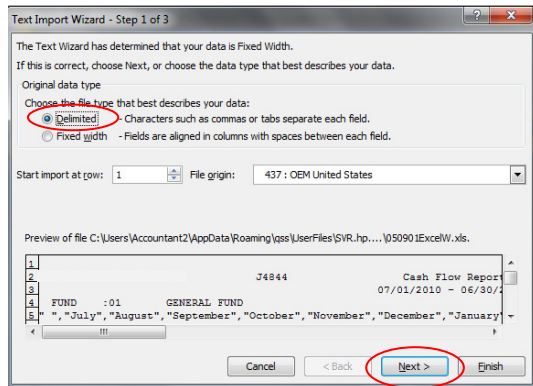 Text Import Wizard - Step 1 of 3
The Text Wizard has determined that your data is Fixed Width.
If this is correct, choose Next, or choose the data type that best describes your data.
Original data type
Choose the file type that best describes your data:
Delimited - Characters such as commas or tabs separate each field.
Fixed width - Fields are aligned in columns with spaces between each field.
Start import at row: 1 File origin: 437 : OEM United States
Preview of file C:\Users\Accountant2\AppData\Roaming\qss\UserFiles\SVR.hp....\050901ExcelW.xls.
1
2 J4844 Cash Flow Report
3 07/01/2010 - 06/30/2
4 FUND :01 GENERAL FUND
5 " ","July","August","September","October","November","December","January"
Cancel < Back Next > Finish